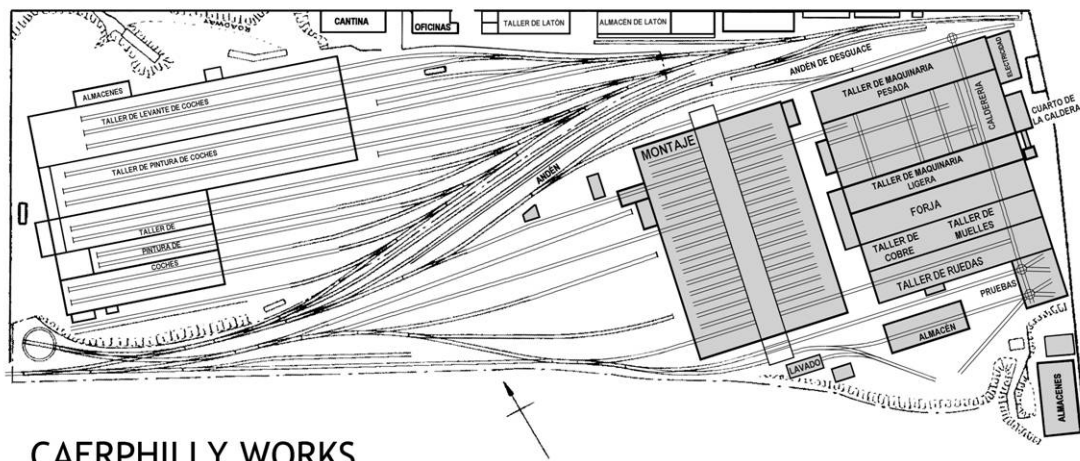 ROADWAY
CANTINA
OFICINAS
TALLER DE LATÓN
ALMACÉN DE LATÓN
ANDÉN DE DESGUACE
TALLER DE MAQUINARIA
PESADA
ELECTRICIDAD
CALDERERÍA
CUARTO DE
LA CALDERA
ALMACENES
TALLER DE LEVANTE DE COCHES
TALLER DE PINTURA DE COCHES
MONTAJE
ANDÉN
TALLER DE MAQUINARIA
LIGERA
FORJA
TALLER DE
COBRE
TALLER DE
MUELLES
TALLER DE RUEDAS
TALLER DE
PINTURA DE
COCHES
PRUEBAS
ALMACÉN
LAVADO
ALMACENES
CAERPHILLY WORKS